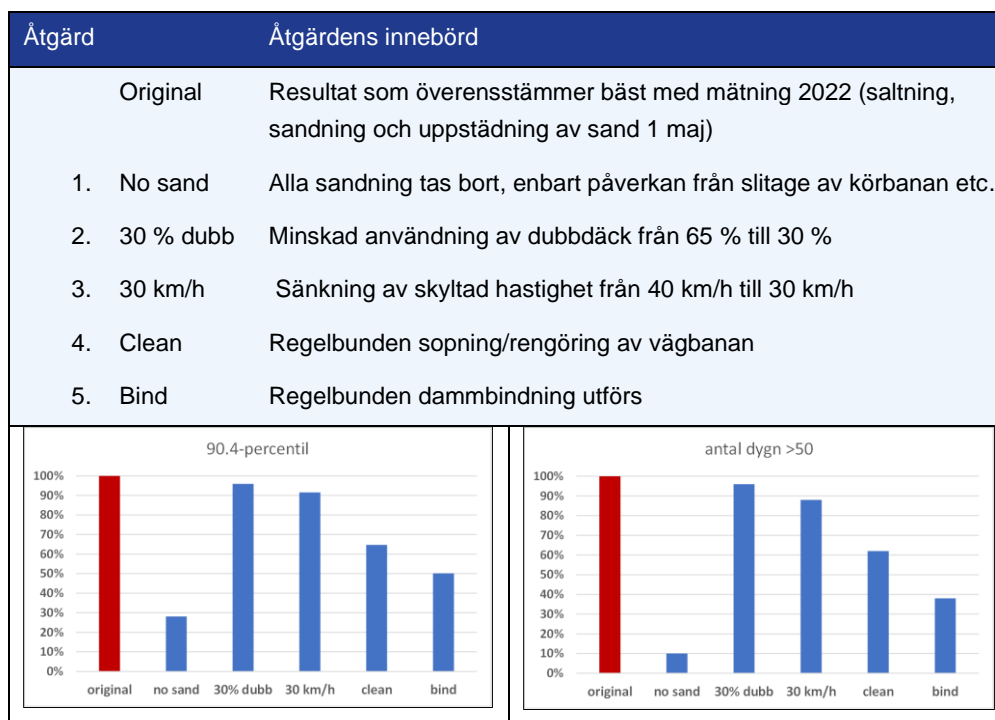 Åtgärd Åtgärdens innebörd
Original Resultat som överensstämmer bäst med mätning 2022 (saltning,
sandning och uppstädning av sand 1 maj)
1. No sand Alla sandning tas bort, enbart påverkan från slitage av körbanan etc.
2. 30 % dubb Minskad användning av dubbdäck från 65 % till 30 %
3. 30 km/h Sänkning av skyltad hastighet från 40 km/h till 30 km/h
4. Clean Regelbunden sopning/rengöring av vägbanan
5. Bind Regelbunden dammbindning utförs
90.4-percentil
100%
90%
80%
70%
60%
50%
40%
30%
20%
10%
0%
original no sand 30% dubb 30 km/h clean bind
antal dygn >50
100%
90%
80%
70%
60%
50%
40%
30%
20%
10%
0%
original no sand 30% dubb 30 km/h clean bind